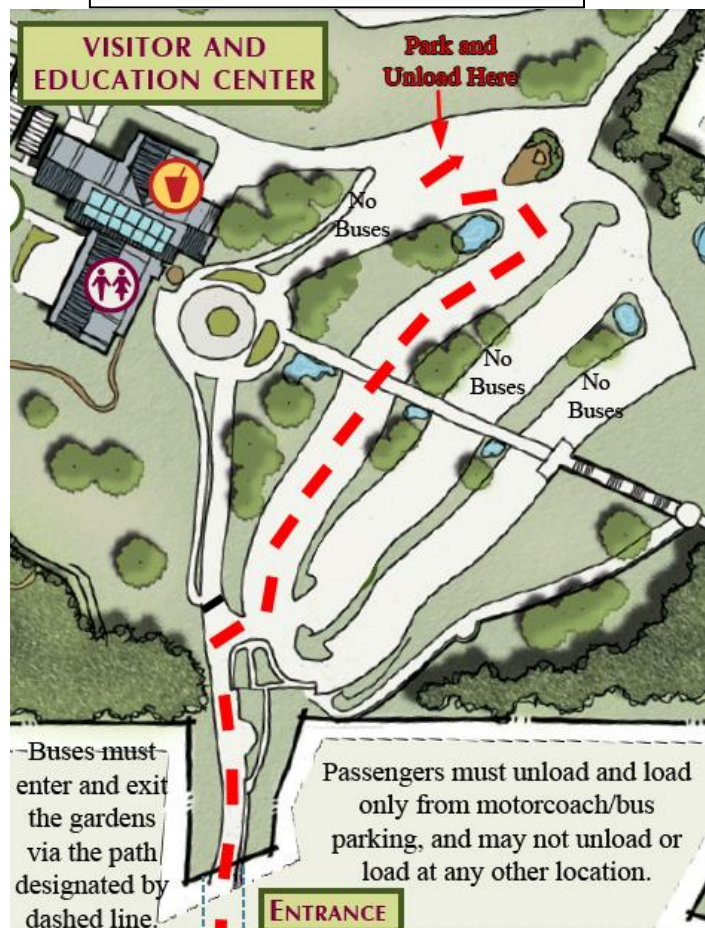 VISITOR AND
EDUCATION CENTER
Park and
Unload Here
No
Buses
No
Buses
No
Buses
Buses must
enter and exit
the gardens
via the path
designated by
dashed line.
Passengers must unload and load
only from motorcoach/bus
parking, and may not unload or
load at any other location.
ENTRANCE